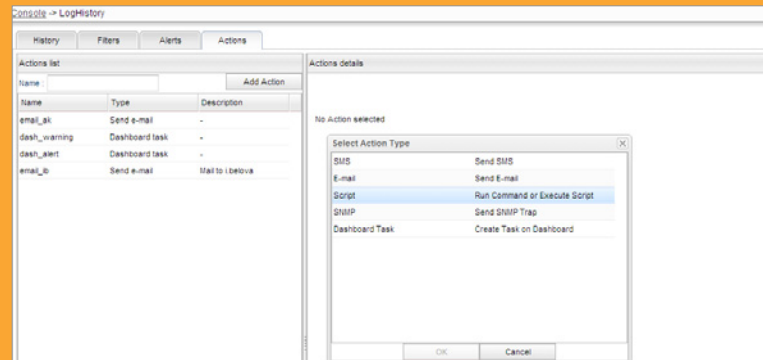 Console -> LogHistory
History Filters Alerts Actions
Actions list
Name :
Add Action
Name Type Description
email_ak Send e-mail -
dash_warning Dashboard task -
dash_alert Dashboard task -
email_ib Send e-mail Mail to i.belova
Actions details
No Action selected
Select Action Type
SMS Send SMS
E-mail Send E-mail
Script Run Command or Execute Script
SNMP Send SNMP Trap
Dashboard Task Create Task on Dashboard
OK Cancel